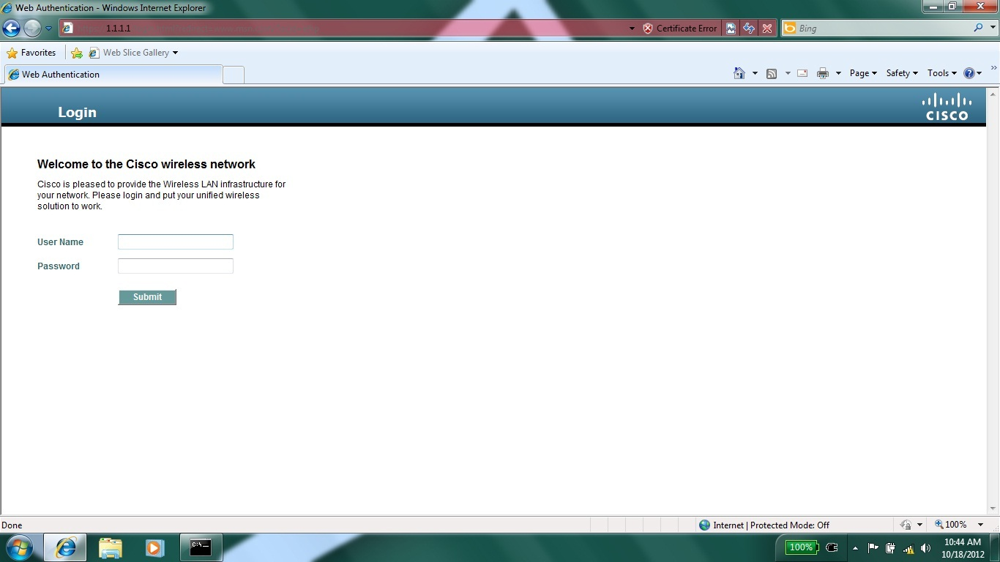 Web Authentication - Windows Internet Explorer
1.1.1.1
Certificate Error
Bing
Favorites
Web Slice Gallery
Web Authentication
Page
Safety
Tools
Login
CISCO
Welcome to the Cisco wireless network
Cisco is pleased to provide the Wireless LAN infrastructure for
your network. Please login and put your unified wireless
solution to work.
User Name
Password
Submit
Done
Internet | Protected Mode: Off
100%
C:\
100%
10:44 AM
10/18/2012